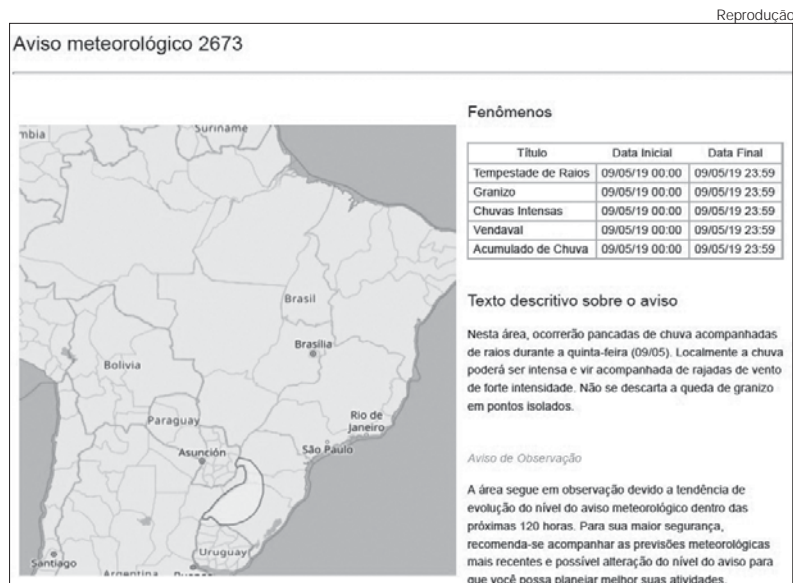 Reprodução
Aviso meteorológico 2673
mbia
Suriname
Brasil
Brasília
Bolivia
Paraguay
Rio de
Janeiro
Asunción
São Paulo
Uruguay
Santiago
Argentina
Fenômenos
Título Data Inicial Data Final
Tempestade de Raios 09/05/19 00:00 09/05/19 23:59
Granizo 09/05/19 00:00 09/05/19 23:59
Chuvas Intensas 09/05/19 00:00 09/05/19 23:59
Vendaval 09/05/19 00:00 09/05/19 23:59
Acumulado de Chuva 09/05/19 00:00 09/05/19 23:59
Texto descritivo sobre o aviso
Nesta área, ocorrerão pancadas de chuva acompanhadas
de raios durante a quinta-feira (09/05). Localmente a chuva
poderá ser intensa e vir acompanhada de rajadas de vento
de forte intensidade. Não se descarta a queda de granizo
em pontos isolados.
Aviso de Observação
A área segue em observação devido a tendência de
evolução do nível do aviso meteorológico dentro das
próximas 120 horas. Para sua maior segurança,
recomenda-se acompanhar as previsões meteorológicas
mais recentes e possível alteração do nível do aviso para
que você possa planejar melhor suas atividades.